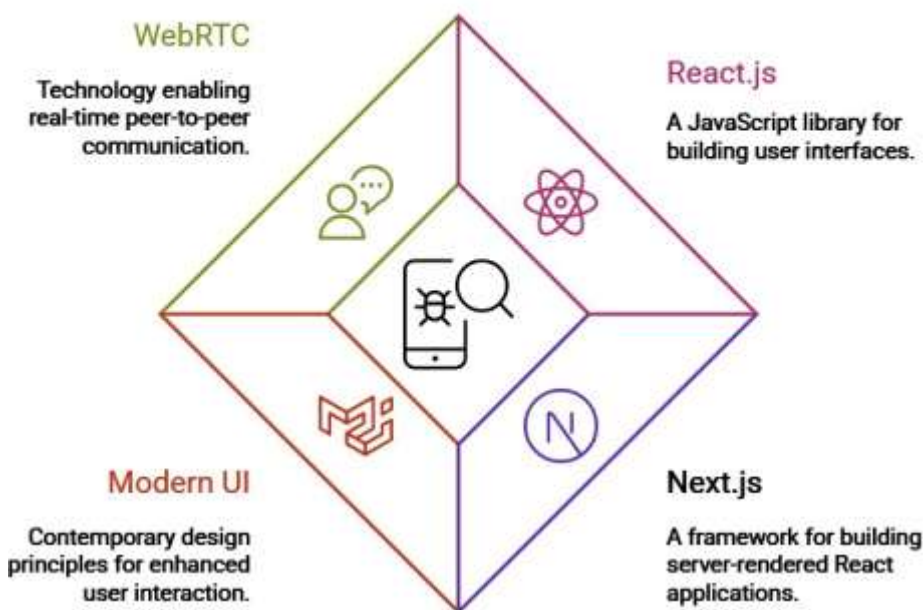 WebRTC
Technology enabling
real-time peer-to-peer
communication.
React.js
A JavaScript library for
building user interfaces.
Modern UI
Contemporary design
principles for enhanced
user interaction.
Next.js
A framework for building
server-rendered React
applications.